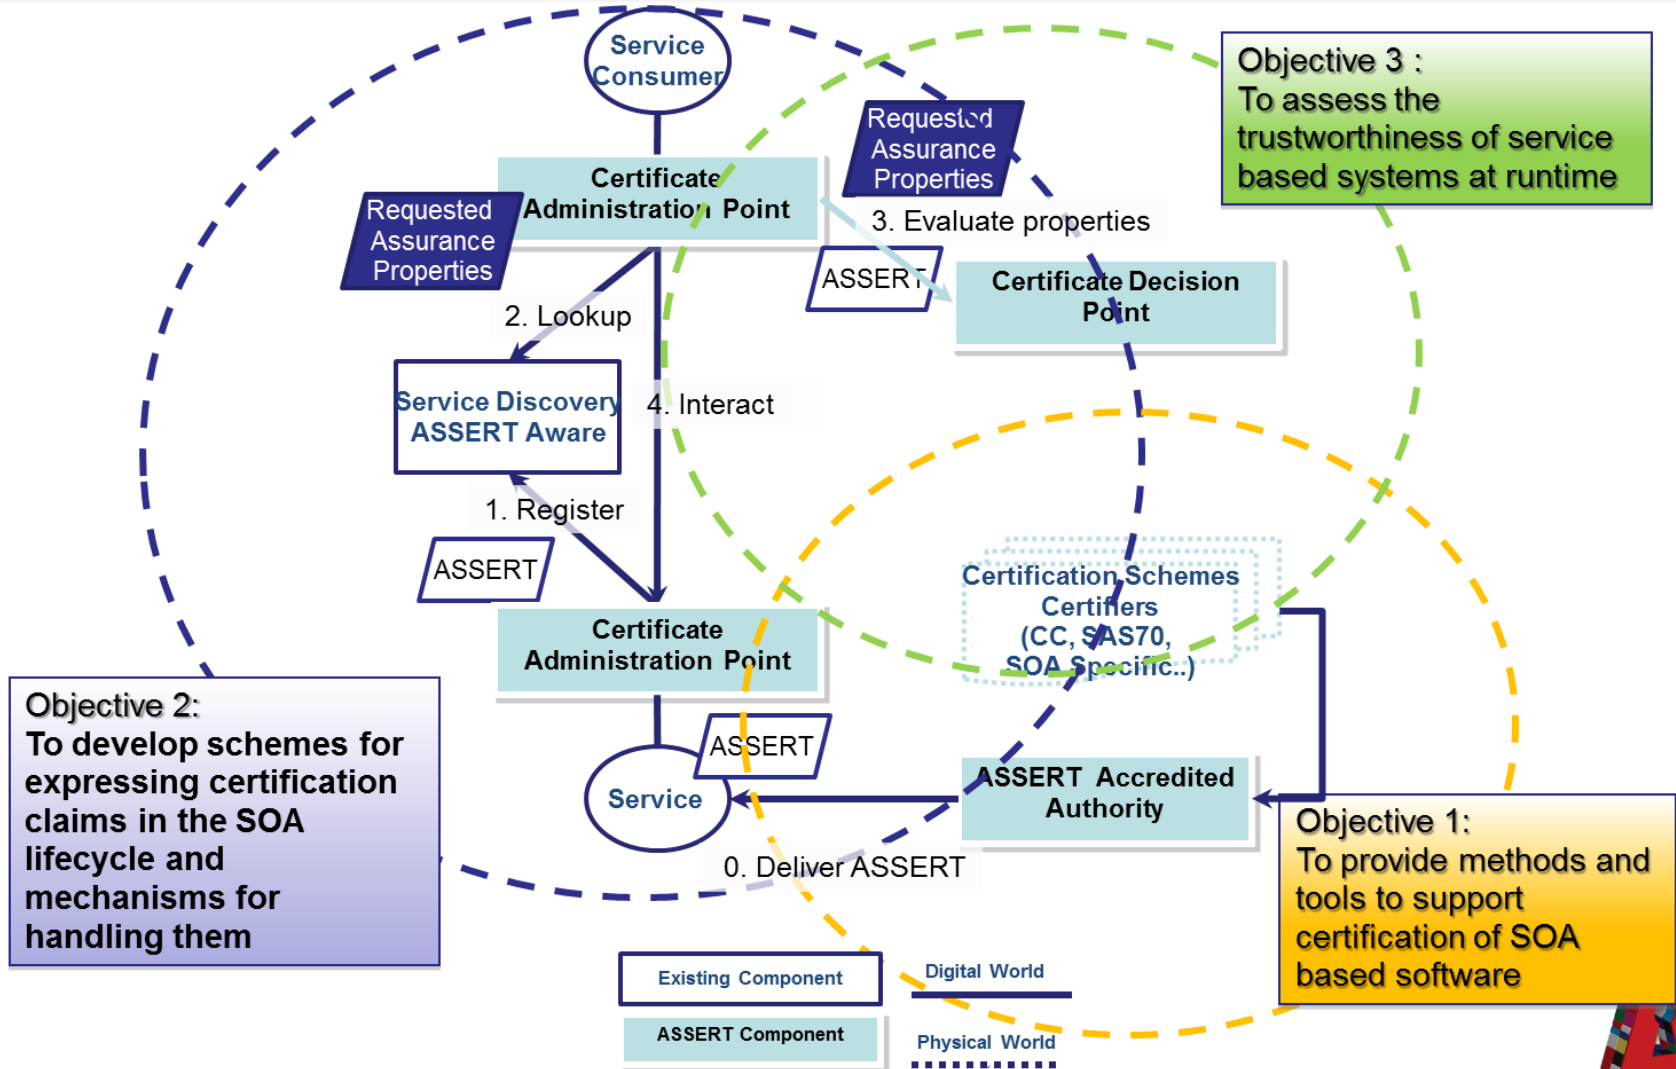 Service
Consumer
Objective 3 :
To assess the
trustworthiness of service
based systems at runtime
Requested
Assurance
Properties
Certificate
Administration Point
Requested
Assurance
Properties
3. Evaluate properties
ASSERT
Certificate Decision
Point
2. Lookup
Service Discovery
ASSERT Aware
4. Interact
1. Register
ASSERT
Certification Schemes
Certifiers
(CC, SAS70,
SOA Specific..)
Certificate
Administration Point
Objective 2:
To develop schemes for
expressing certification
claims in the SOA
lifecycle and
mechanisms for
handling them
ASSERT
Service
ASSERT Accredited
Authority
0. Deliver ASSERT
Objective 1:
To provide methods and
tools to support
certification of SOA
based software
Existing Component
Digital World
ASSERT Component
Physical World